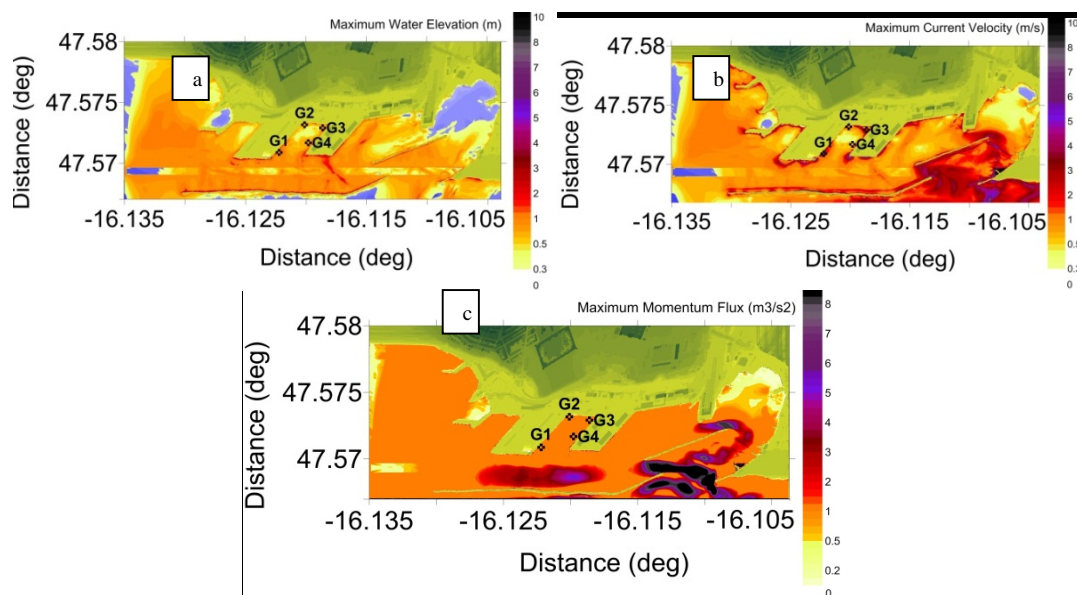 Maximum Water Elevation (m)
a
47.58
47.575
47.57
Distance (deg)
G2
G3
G1
G4
-16.135
-16.125
-16.115
-16.105
Distance (deg)
10
8
7
6
5
4
3
2
1
0.5
0.3
0
Maximum Current Velocity (m/s)
b
47.58
47.575
47.57
Distance (deg)
G2
G3
G1
G4
-16.135
-16.125
-16.115
-16.105
Distance (deg)
10
8
7
6
5
4
3
2
1
0.5
0.3
0
Maximum Momentum Flux (m3/s2)
c
47.58
47.575
47.57
Distance (deg)
G2
G3
G1
G4
-16.135
-16.125
-16.115
-16.105
Distance (deg)
8
7
6
5
4
3
2
1
0.5
0.2
0